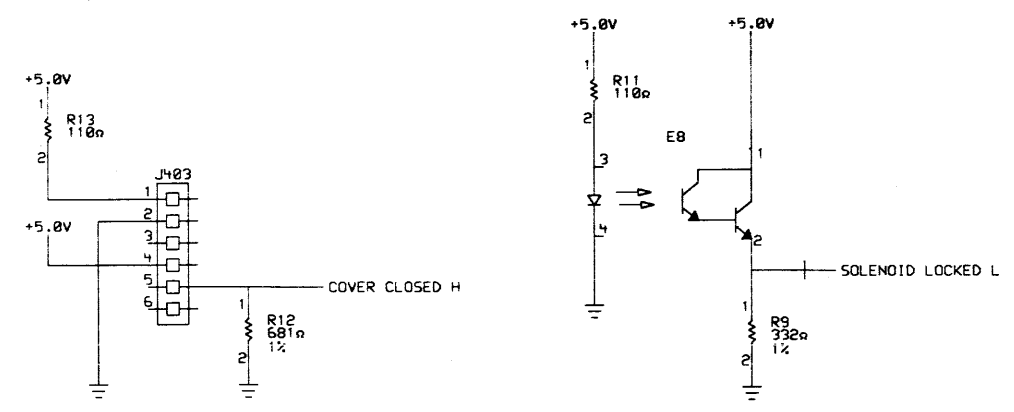 +5.0V
1
R13
110Ω
2
J403
1
2
+5.0V
3
4
5
COVER CLOSED H
6
1
R12
681Ω
1%
2
+5.0V
+5.0V
1
R11
110Ω
2
E8
3
1
4
2
SOLENOID LOCKED L
1
R9
332Ω
1%
2